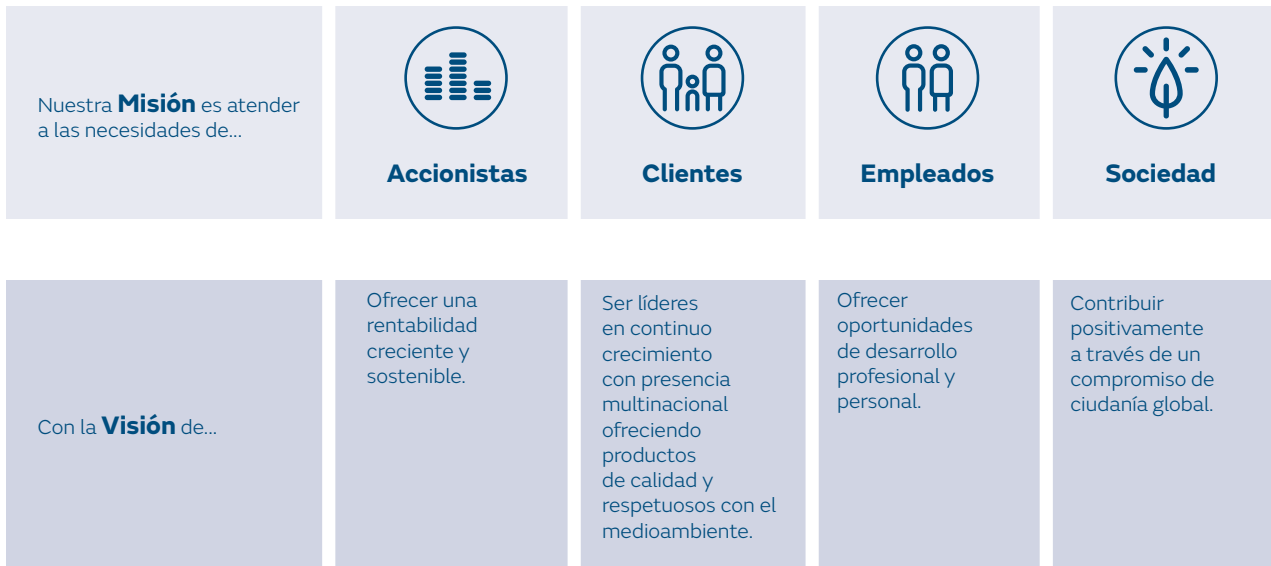 Nuestra Misión es atender
a las necesidades de...
Accionistas
Clientes
Empleados
Sociedad
Con la Visión de...
Ofrecer una
rentabilidad
creciente y
sostenible.
Ser líderes
en continuo
crecimiento
con presencia
multinacional
ofreciendo
productos
de calidad y
respetuosos con el
medioambiente.
Ofrecer
oportunidades
de desarrollo
profesional y
personal.
Contribuir
positivamente
a través de un
compromiso de
ciudanía global.